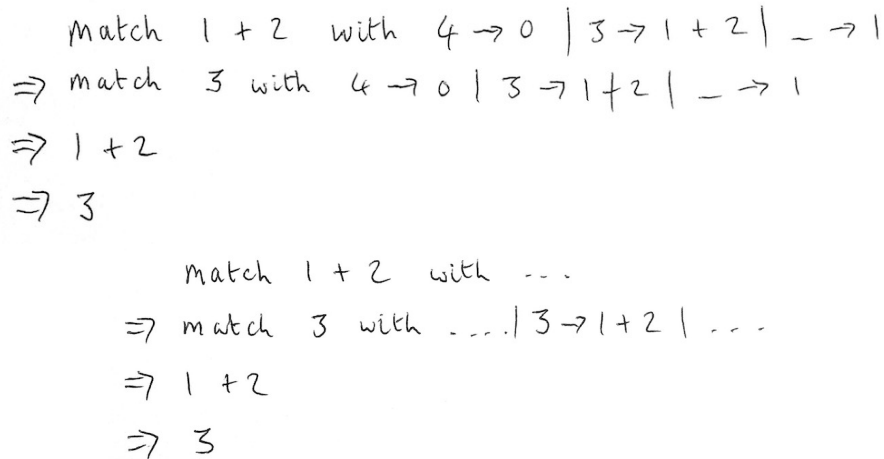 match 1 + 2 with 4 → 0 | 3 → 1 + 2 | _ → 1
⇒ match 3 with 4 → 0 | 3 → 1 + 2 | _ → 1
⇒ 1 + 2
⇒ 3
match 1 + 2 with ...
⇒ match 3 with ....| 3 → 1 + 2 | ...
⇒ 1 + 2
⇒ 3